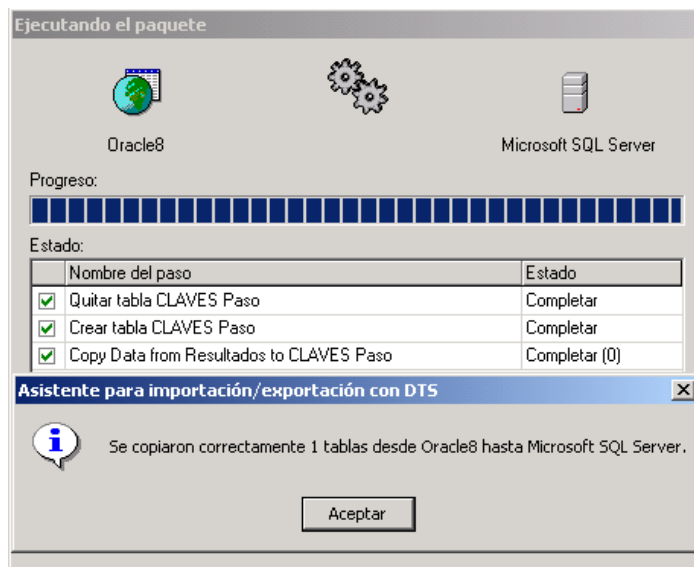 Ejecutando el paquete
Oracle8
Microsoft SQL Server
Progreso:
Estado:
Nombre del paso Estado
Quitar tabla CLAVES Paso Completar
Crear tabla CLAVES Paso Completar
Copy Data from Resultados to CLAVES Paso Completar (0)
Asistente para importación/exportación con DTS
Se copiaron correctamente 1 tablas desde Oracle8 hasta Microsoft SQL Server.
Aceptar